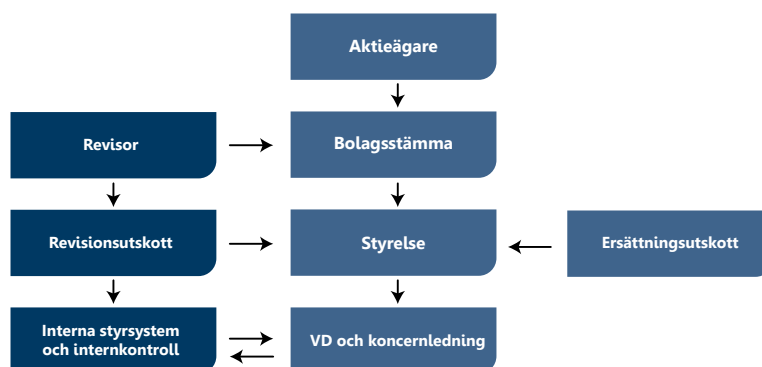 Aktieägare
Revisor
Bolagsstämma
Revisionsutskott
Styrelse
Ersättningsutskott
Interna styrsystem
och internkontroll
VD och koncernledning